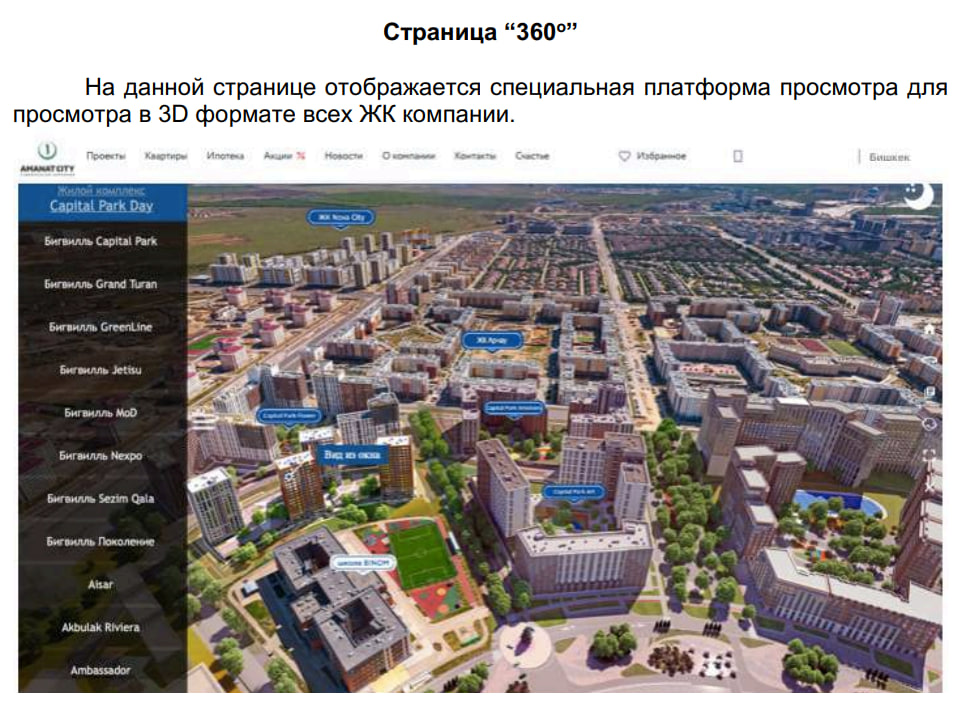 Страница “360º”
На данной странице отображается специальная платформа просмотра для
просмотра в 3D формате всех ЖК компании.
AMANAT CITY
Проекты Квартиры Ипотека Акции % Новости О компании Контакты Счастье Избранное Бишкек
Жилой комплекс
Capital Park Day
Бигвилль Capital Park
Бигвилль Grand Turan
Бигвилль GreenLine
Бигвилль Jetisu
Бигвилль MoD
Бигвилль Nexpo
Бигвилль Sezim Qala
Бигвилль Поколение
Aisar
Akbulak Riviera
Ambassador
ЖК Nova City
ЖК Арнау
Capital Park Flower
Capital Park
Вид из окна
Capital Park Art
школа BINOM